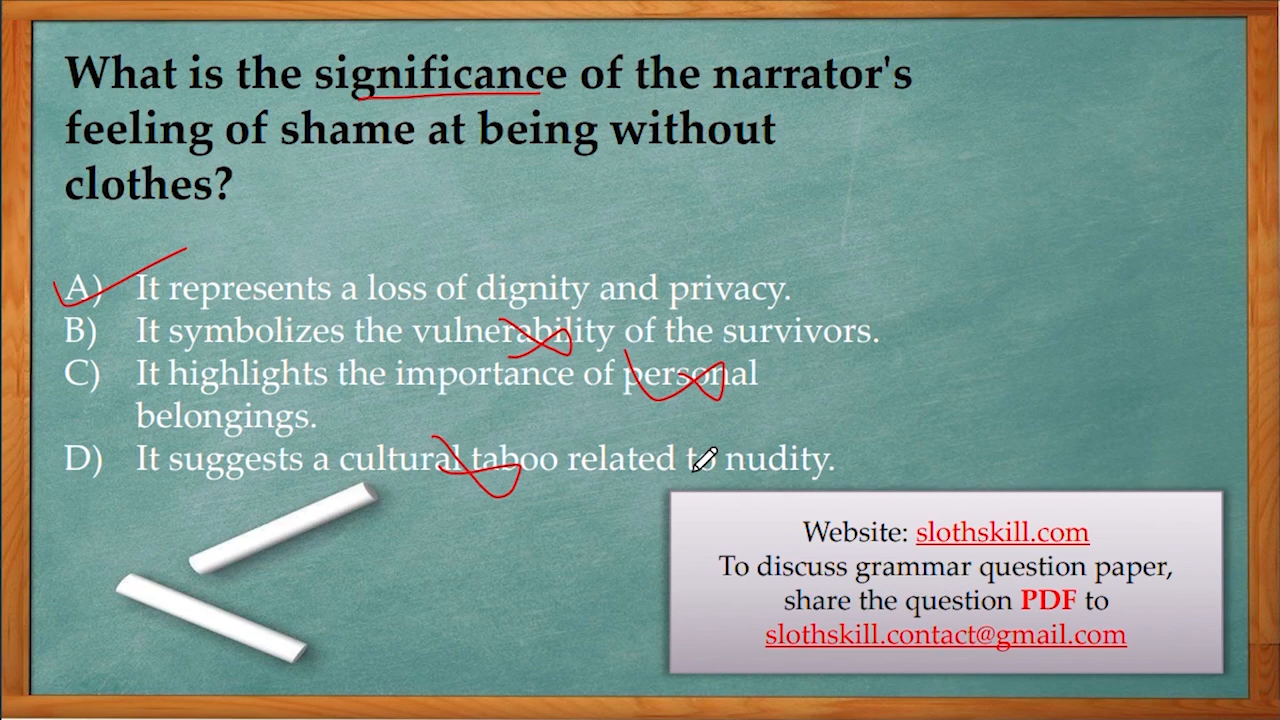 What is the significance of the narrator's
feeling of shame at being without
clothes?
A) It represents a loss of dignity and privacy.
B) It symbolizes the vulnerability of the survivors.
C) It highlights the importance of personal
belongings.
D) It suggests a cultural taboo related to nudity.
Website: slothskill.com
To discuss grammar question paper,
share the question PDF to
slothskill.contact@gmail.com